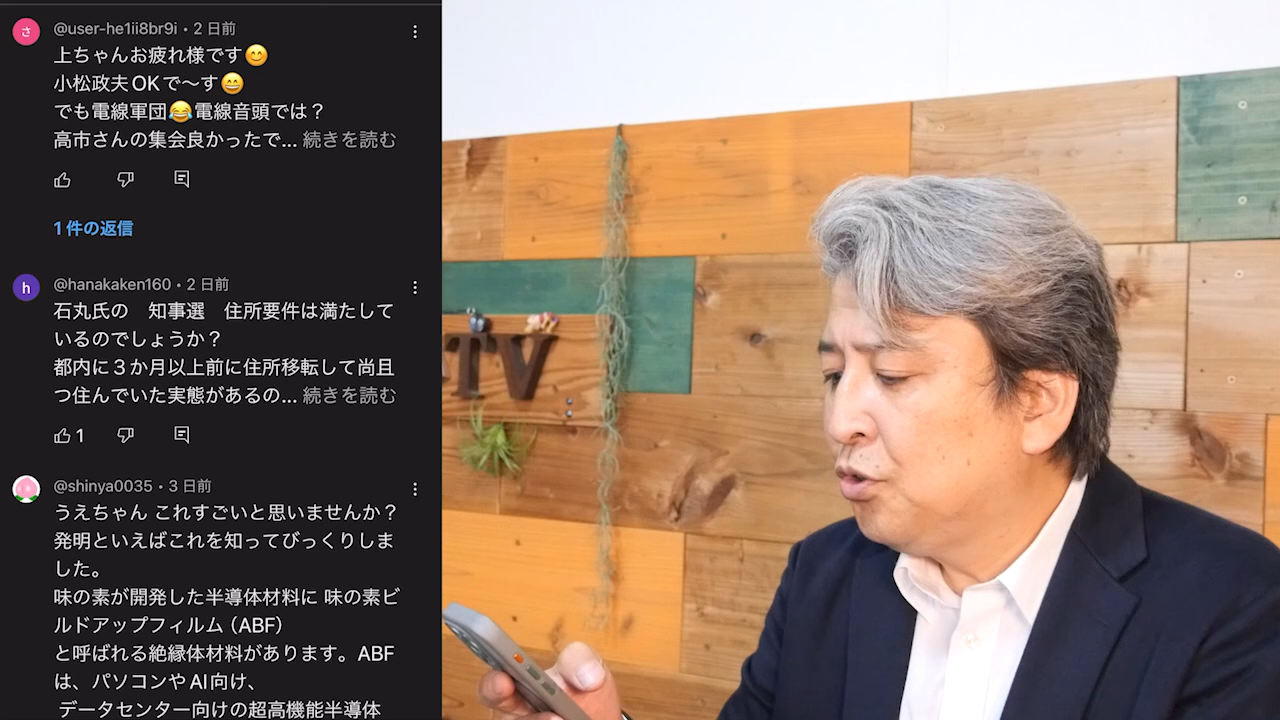 さ
@user-he1ii8br9i・2 日前
上ちゃんお疲れ様です😊
小松政夫OKで〜す😁
でも電線軍団😂電線音頭では？
高市さんの集会良かったで... 続きを読む
1 件の返信
h
@hanakaken160・2 日前
石丸氏の　知事選　住所要件は満たして
いるのでしょうか？
都内に３か月以上前に住所移転して尚且
つ住んでいた実態があるの... 続きを読む
1
@shinya0035・3 日前
うえちゃん これすごいと思いませんか？
発明といえばこれを知ってびっくりしま
した。
味の素が開発した半導体材料に 味の素ビ
ルドアップフィルム（ABF）
と呼ばれる絶縁体材料があります。ABF
は、パソコンやAI向け、
データセンター向けの超高機能半導体
TV